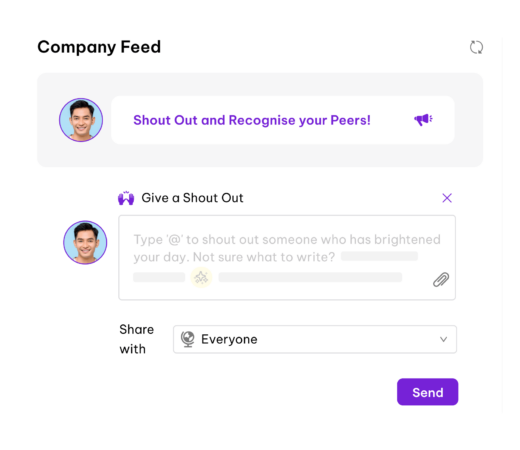 Company Feed
Shout Out and Recognise your Peers!
Give a Shout Out
Type '@' to shout out someone who has brightened
your day. Not sure what to write?
Share
with
Everyone
Send